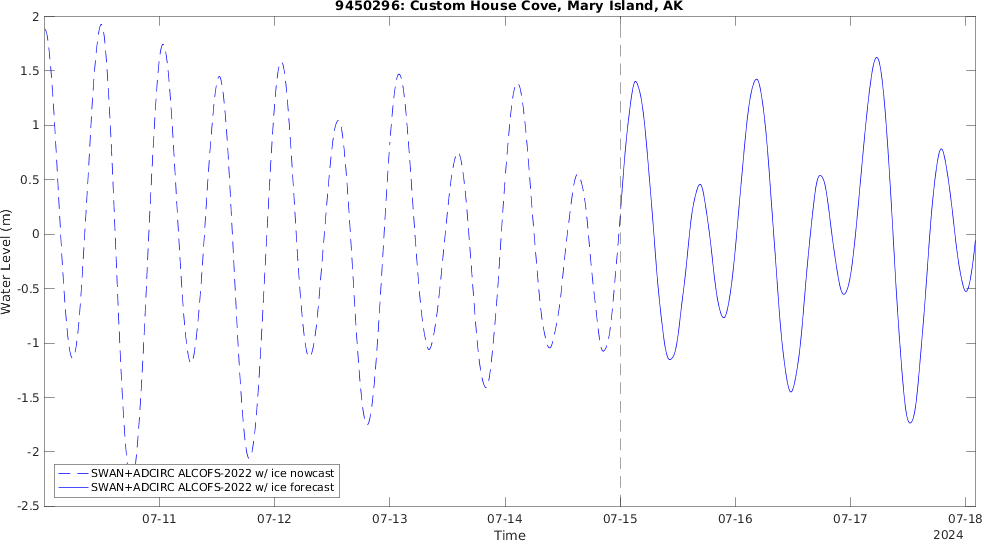 9450296: Custom House Cove, Mary Island, AK
2
1.5
1
0.5
0
-0.5
-1
-1.5
-2
-2.5
Water Level (m)
SWAN+ADCIRC ALCOFS-2022 w/ ice nowcast
SWAN+ADCIRC ALCOFS-2022 w/ ice forecast
07-11 07-12 07-13 07-14 07-15 07-16 07-17 07-18
2024
Time